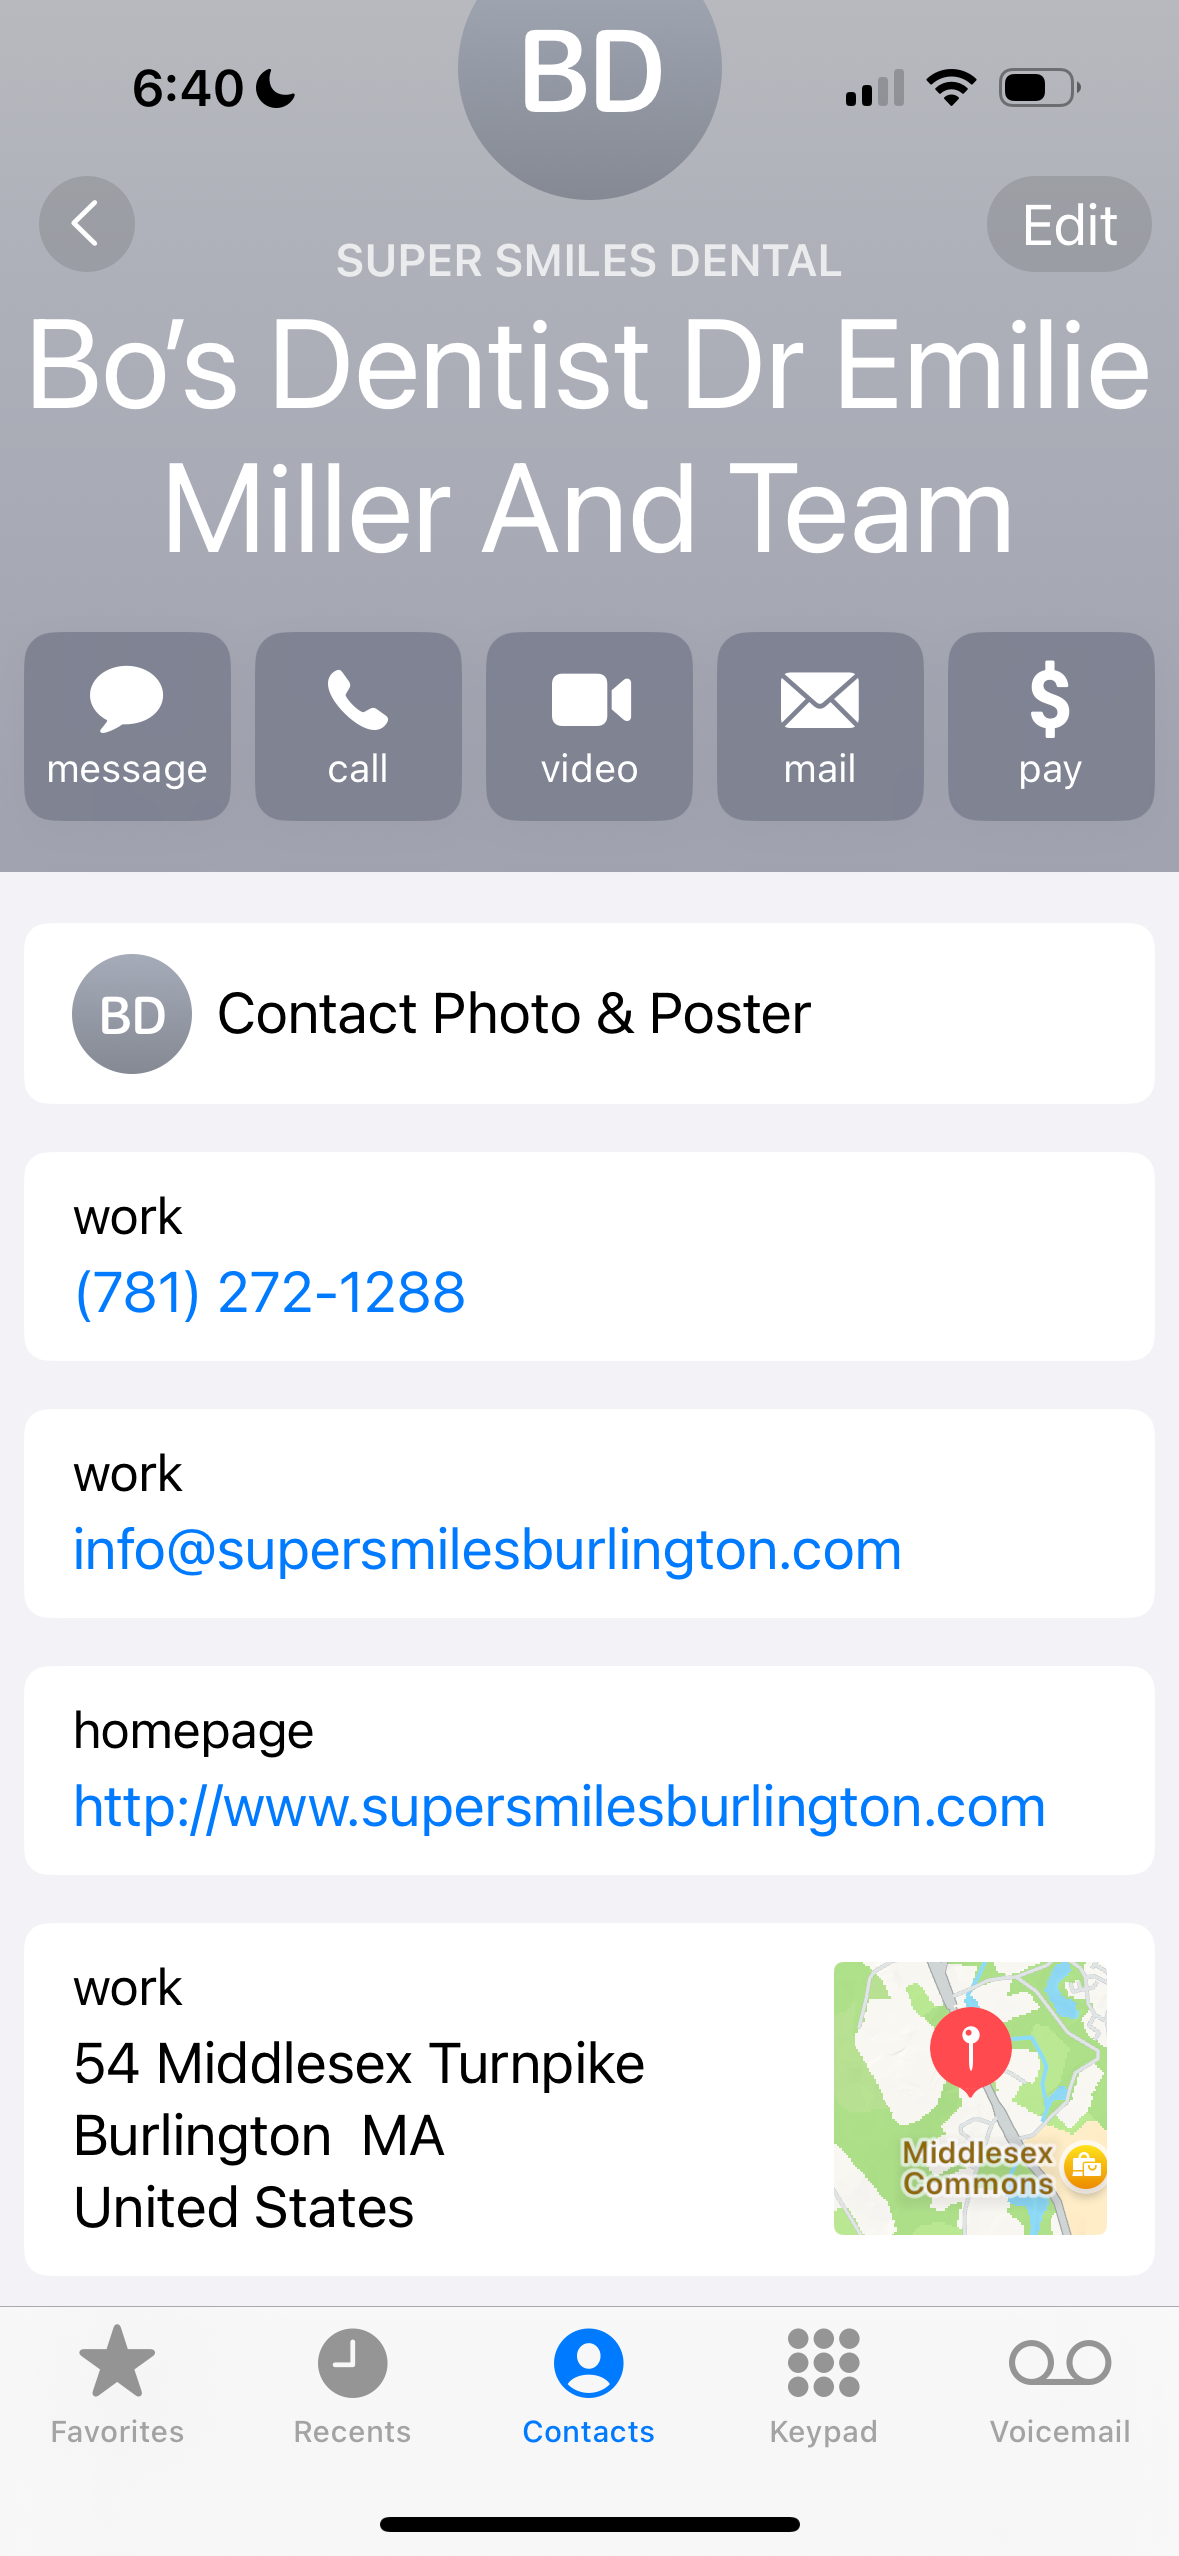 6:40
BD
Edit
SUPER SMILES DENTAL
Bo’s Dentist Dr Emilie
Miller And Team
message
call
video
mail
pay
BD
Contact Photo & Poster
work
(781) 272-1288
work
info@supersmilesburlington.com
homepage
http://www.supersmilesburlington.com
work
54 Middlesex Turnpike
Burlington MA
United States
Middlesex
Commons
Favorites
Recents
Contacts
Keypad
Voicemail